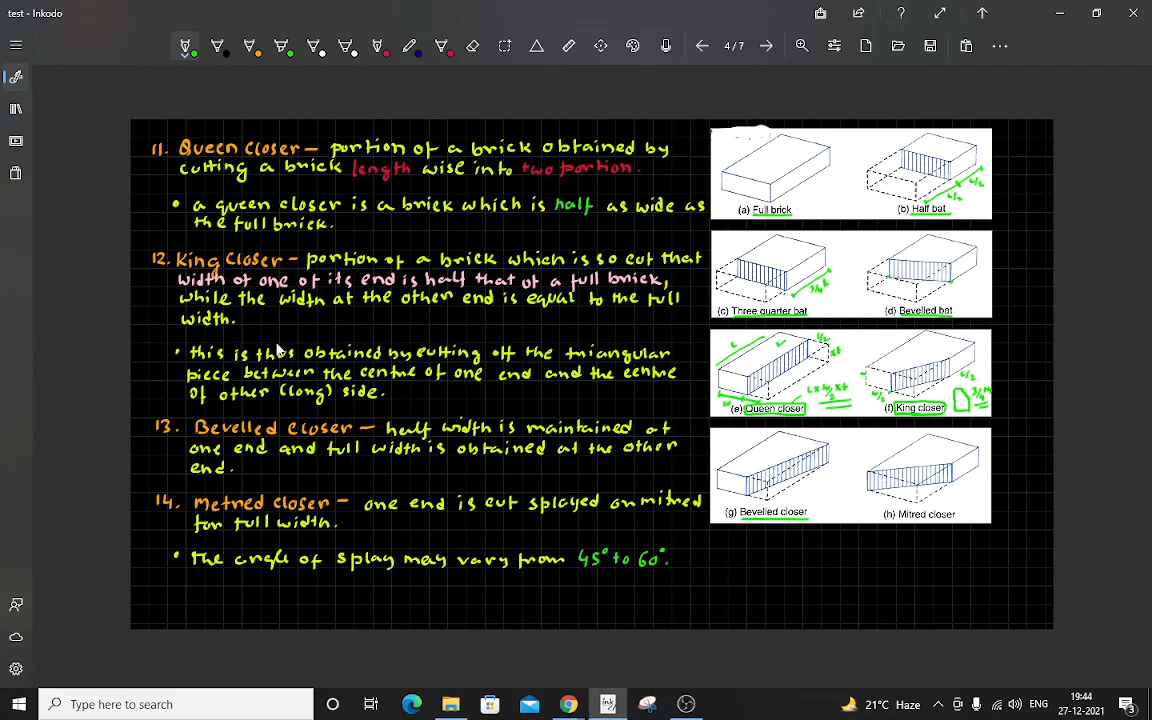 test - Inkodo
4/7
11. Queen Closer – portion of a brick obtained by
cutting a brick length wise into two portion.
• a queen closer is a brick which is half as wide as
the full brick.
12. King Closer – portion of a brick which is so cut that
width of one of its end is half that of a full brick,
while the width at the other end is equal to the full
width.
• this is thus obtained by cutting off the triangular
piece between the centre of one end and the centre
of other (long) side.
13. Bevelled closer – half width is maintained at
one end and full width is obtained at the other
end.
14. Metred closer – one end is cut splayed or mitred
for full width.
• The angle of splay may vary from 45° to 60°.
(a) Full brick
(b) Half bat
L/2
L/2
(c) Three quarter bat
3/4 L
(d) Bevelled bat
(e) Queen closer
(f) King closer
L/2
w/2
(g) Bevelled closer
(h) Mitred closer
Type here to search
21°C Haze
ENG
19:44
27-12-2021
3